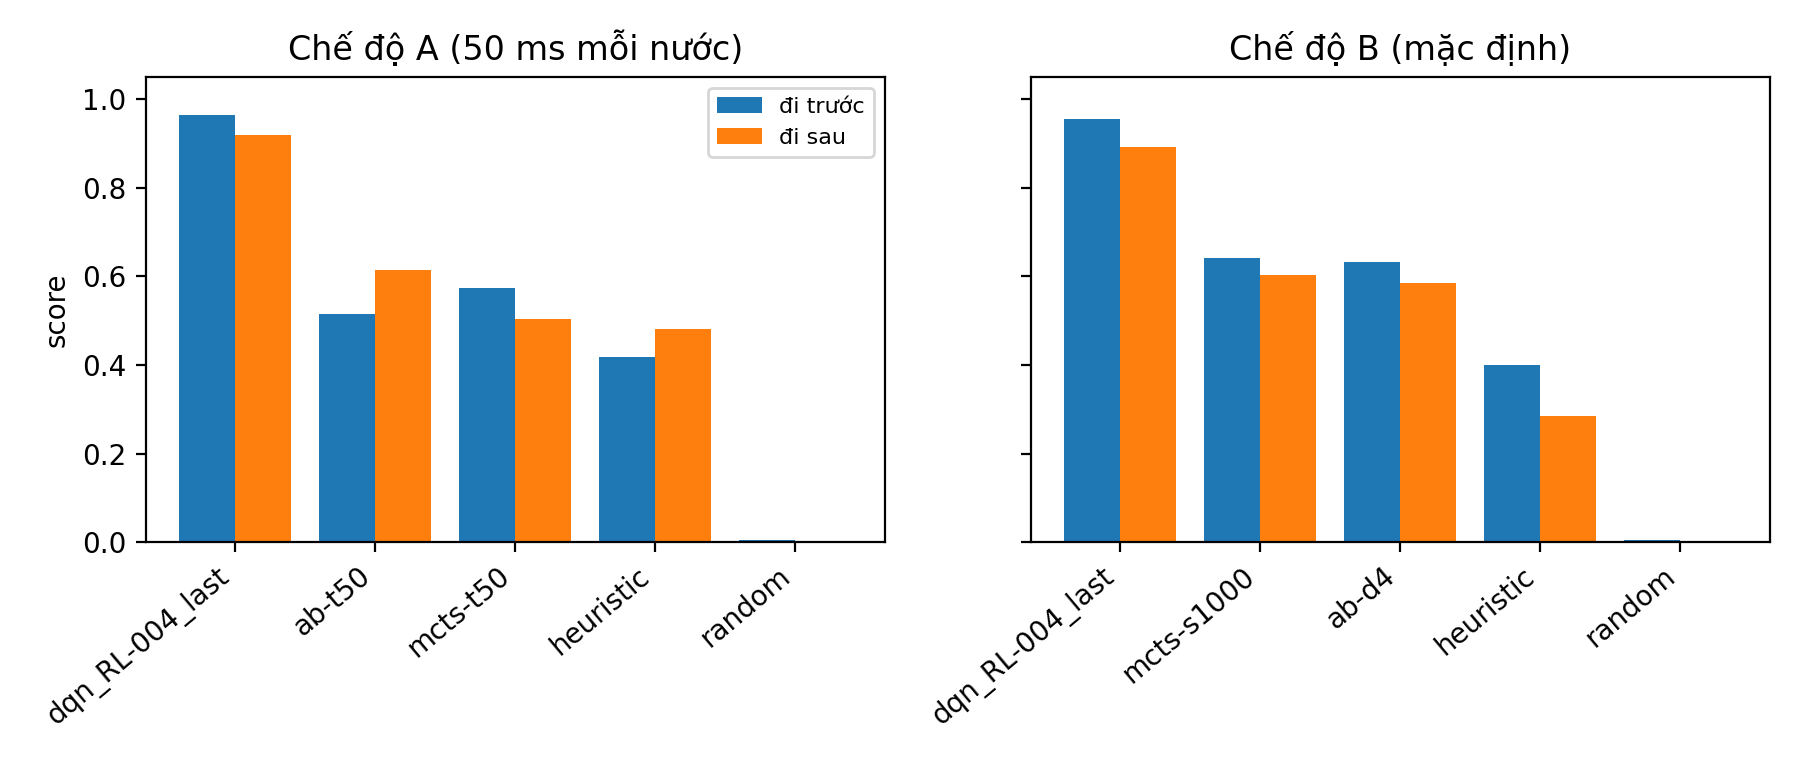 Chế độ A (50 ms mỗi nước)
score
1.0
0.8
0.6
0.4
0.2
0.0
đi trước
đi sau
dqn_RL-004_last
ab-t50
mcts-t50
heuristic
random
Chế độ B (mặc định)
dqn_RL-004_last
mcts-s1000
ab-d4
heuristic
random